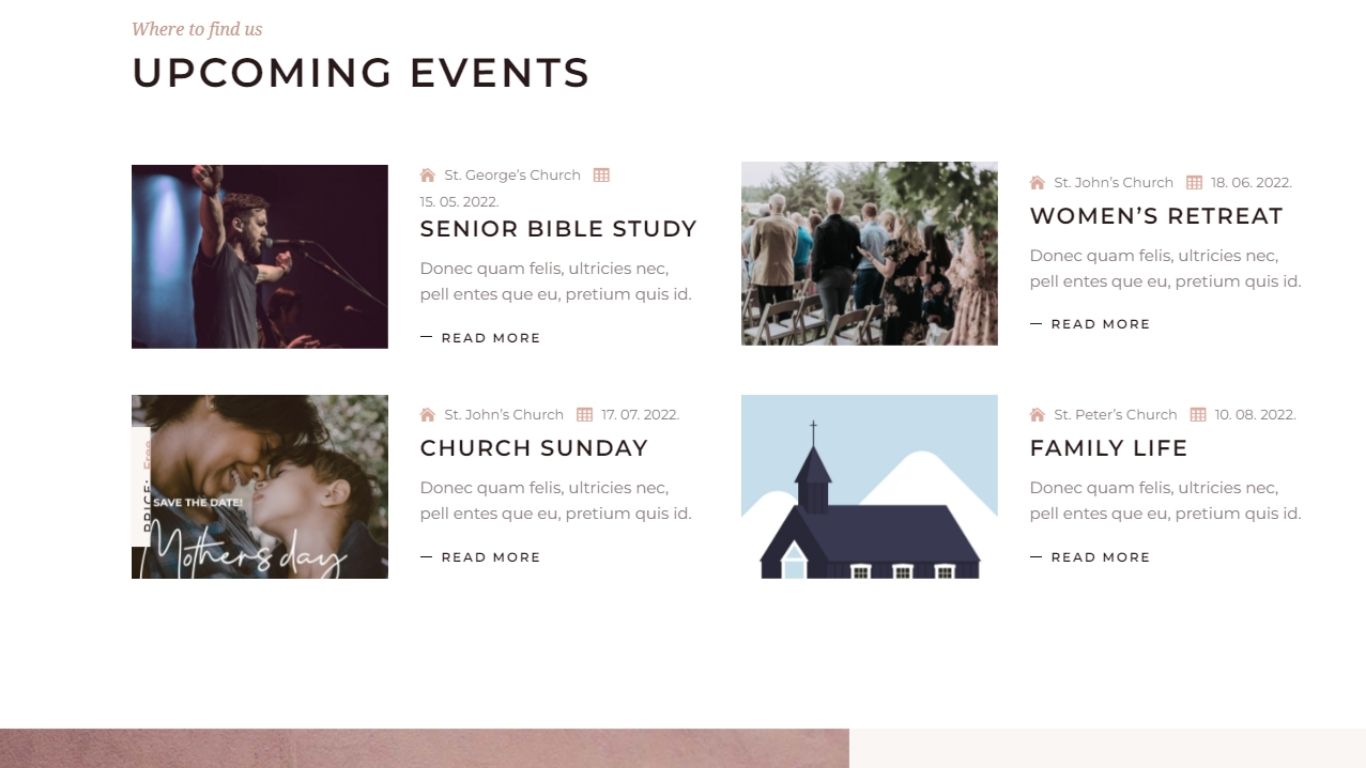 Where to find us
UPCOMING EVENTS
St. George's Church
15. 05. 2022.
SENIOR BIBLE STUDY
Donec quam felis, ultricies nec,
pell entes que eu, pretium quis id.
— READ MORE
St. John's Church 18. 06. 2022.
WOMEN'S RETREAT
Donec quam felis, ultricies nec,
pell entes que eu, pretium quis id.
— READ MORE
PRICE: Free
SAVE THE DATE!
Mother's day
St. John's Church 17. 07. 2022.
CHURCH SUNDAY
Donec quam felis, ultricies nec,
pell entes que eu, pretium quis id.
— READ MORE
St. Peter's Church 10. 08. 2022.
FAMILY LIFE
Donec quam felis, ultricies nec,
pell entes que eu, pretium quis id.
— READ MORE